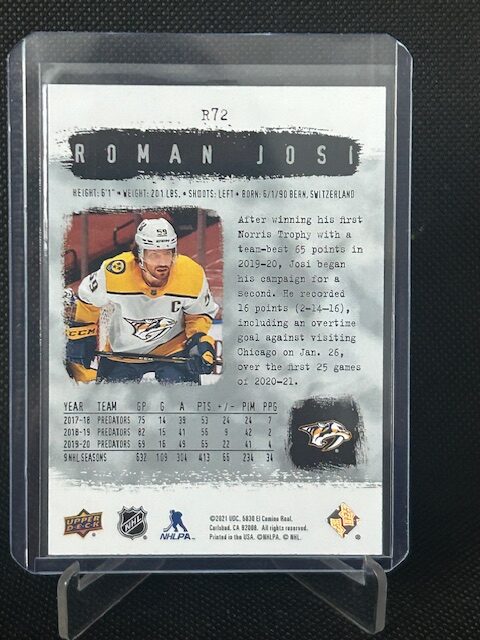 R72
ROMAN JOSI
HEIGHT: 6'1" • WEIGHT: 201 LBS. • SHOOTS: LEFT • BORN: 6/1/90 BERN, SWITZERLAND
After winning his first
Norris Trophy with a
team-best 65 points in
2019-20, Josi began
his campaign for a
second. He recorded
16 points (2-14—16),
including an overtime
goal against visiting
Chicago on Jan. 26,
over the first 25 games
of 2020-21.
59
C
YEAR TEAM GP G A PTS +/- PIM PPG
2017-18 PREDATORS 75 14 39 53 24 24 7
2018-19 PREDATORS 82 15 41 56 9 42 2
2019-20 PREDATORS 69 16 49 65 22 41 4
9 NHL SEASONS 632 109 304 413 66 234 34
UPPER DECK
NHL
NHLPA
©2021 UDC, 5830 El Camino Real,
Carlsbad, CA 92008. All rights reserved.
Printed in the USA. ©NHLPA. © NHL.